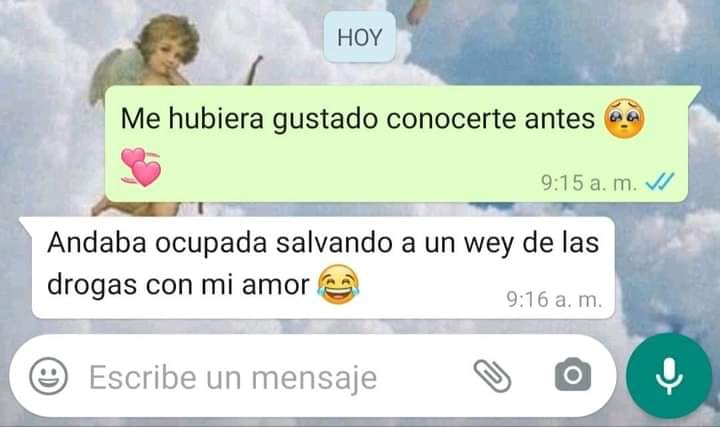 HOY
Me hubiera gustado conocerte antes 🥺
💞
9:15 a. m.
Andaba ocupada salvando a un wey de las
drogas con mi amor 😂
9:16 a. m.
Escribe un mensaje